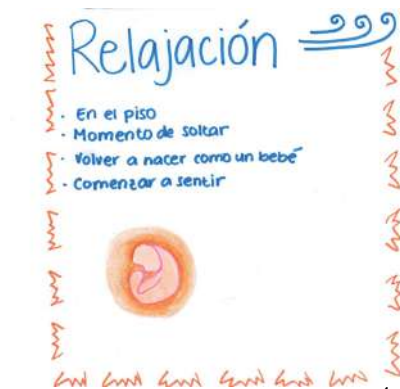 Relajación
· En el piso
· Momento de soltar
· Volver a nacer como un bebé
· Comenzar a sentir